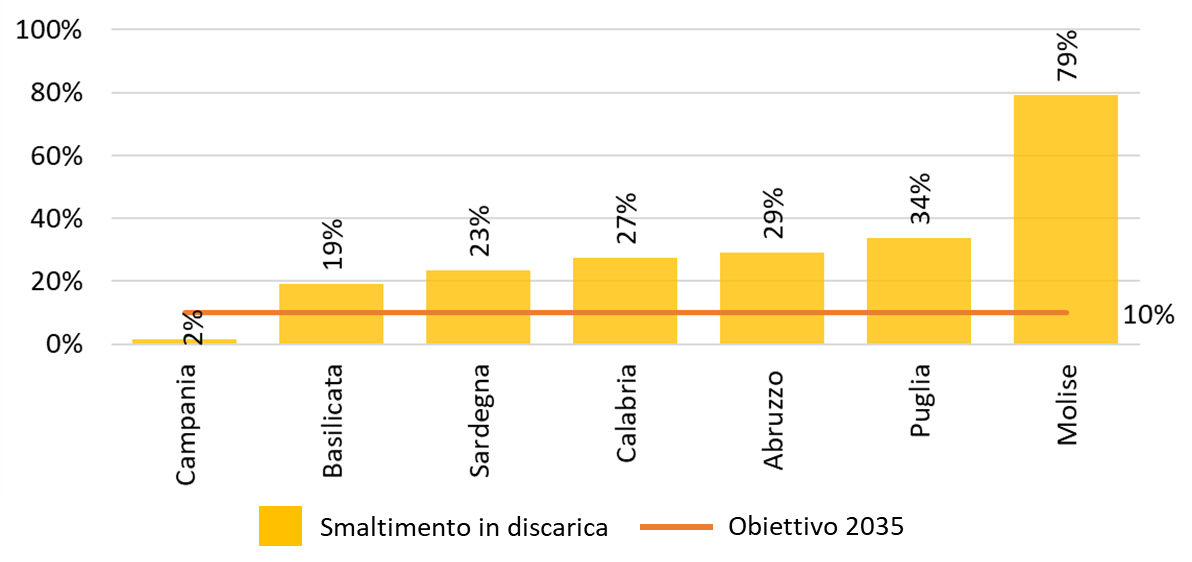 100%
80%
60%
40%
20%
0%
2%
19%
23%
27%
29%
34%
79%
10%
Campania
Basilicata
Sardegna
Calabria
Abruzzo
Puglia
Molise
Smaltimento in discarica
Obiettivo 2035